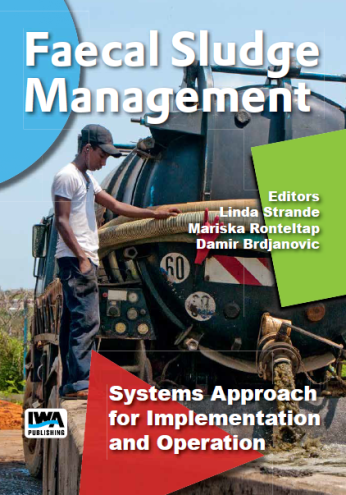 Faecal Sludge
Management
Editors
Linda Strande
Mariska Ronteltap
Damir Brdjanovic
60
Systems Approach
for Implementation
and Operation
IWA
PUBLISHING